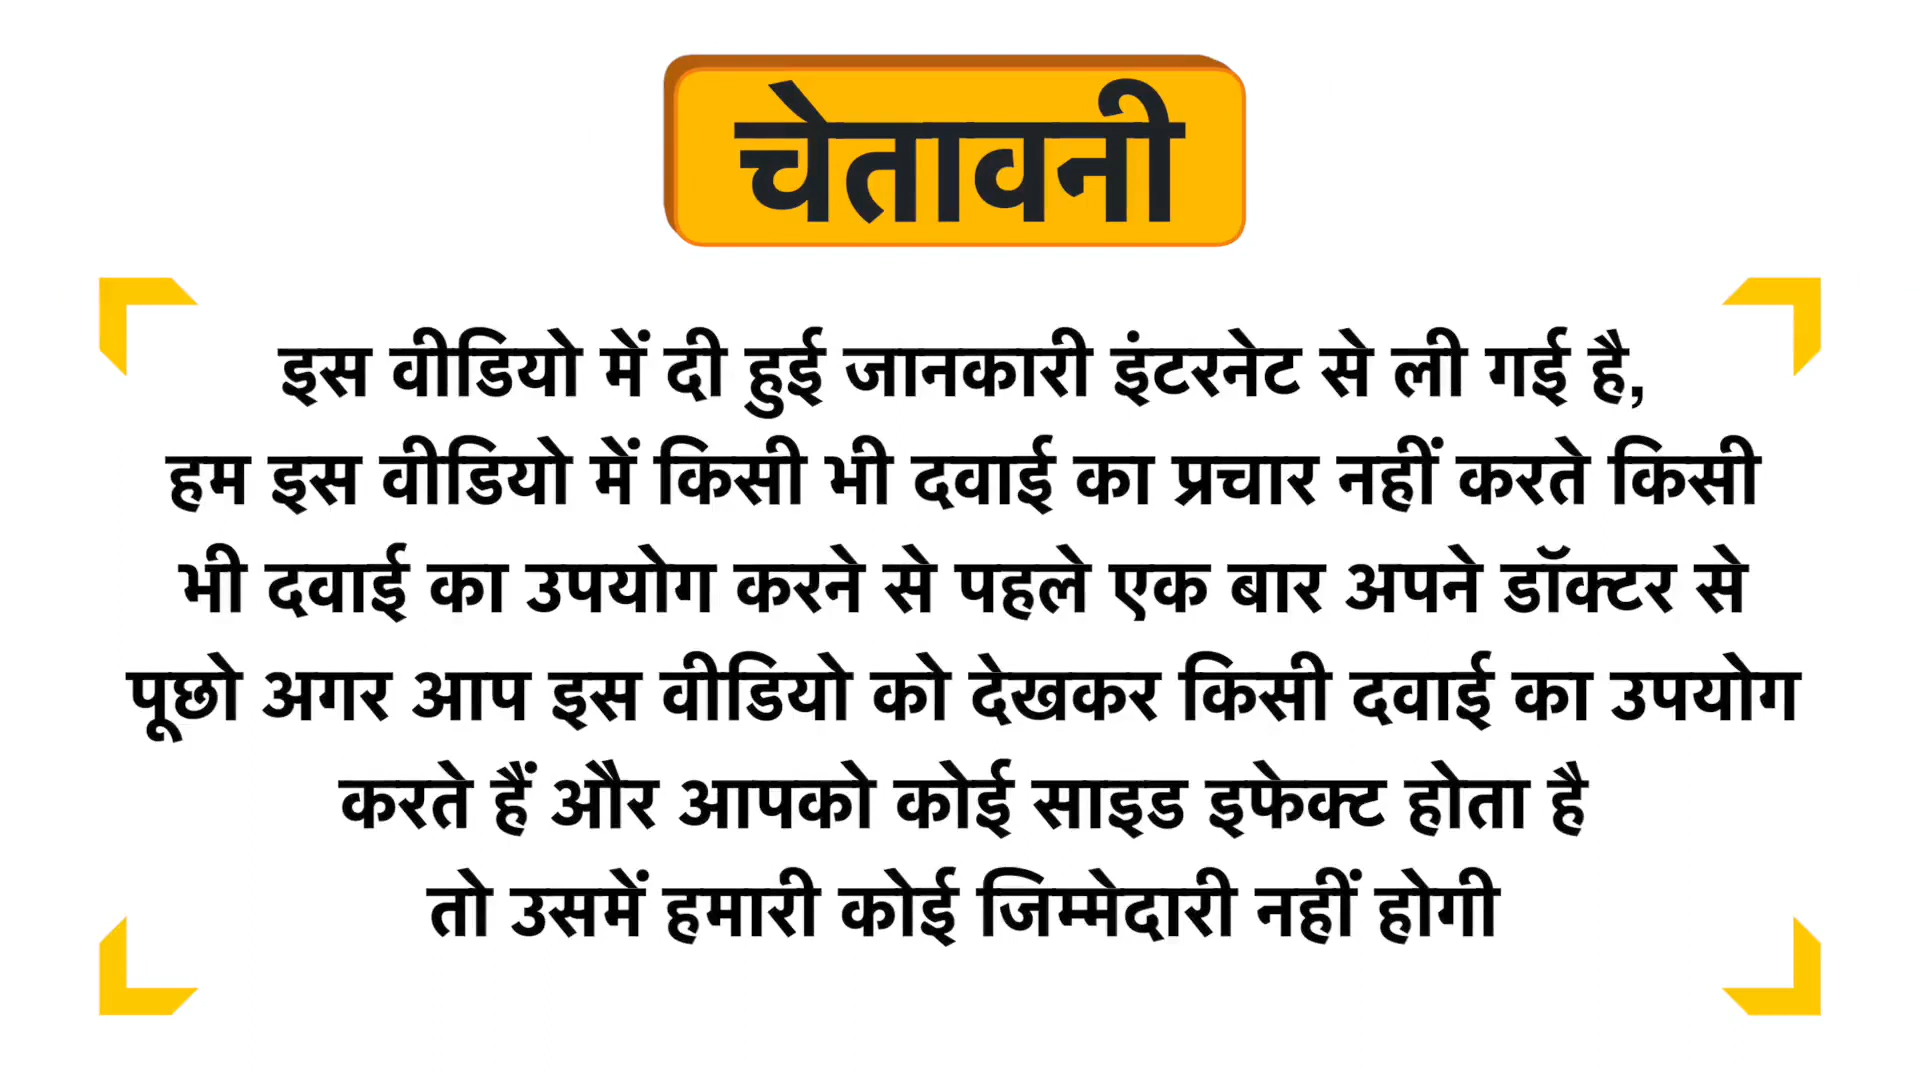 चेतावनी
इस वीडियो में दी हुई जानकारी इंटरनेट से ली गई है,
हम इस वीडियो में किसी भी दवाई का प्रचार नहीं करते किसी
भी दवाई का उपयोग करने से पहले एक बार अपने डॉक्टर से
पूछो अगर आप इस वीडियो को देखकर किसी दवाई का उपयोग
करते हैं और आपको कोई साइड इफेक्ट होता है
तो उसमें हमारी कोई जिम्मेदारी नहीं होगी